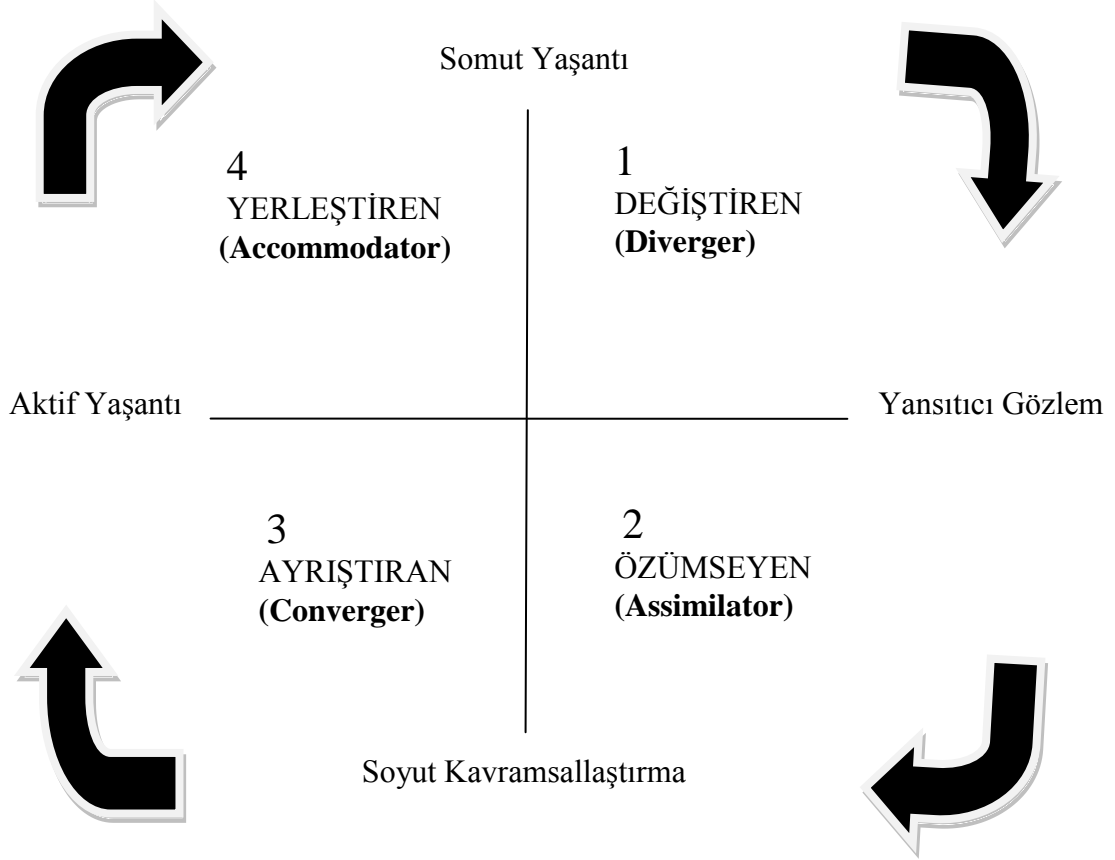 Somut Yaşantı
4
YERLEŞTİREN
(Accommodator)
1
DEĞİŞTİREN
(Diverger)
Aktif Yaşantı
Yansıtıcı Gözlem
3
AYRIŞTIRAN
(Converger)
2
ÖZÜMSEYEN
(Assimilator)
Soyut Kavramsallaştırma